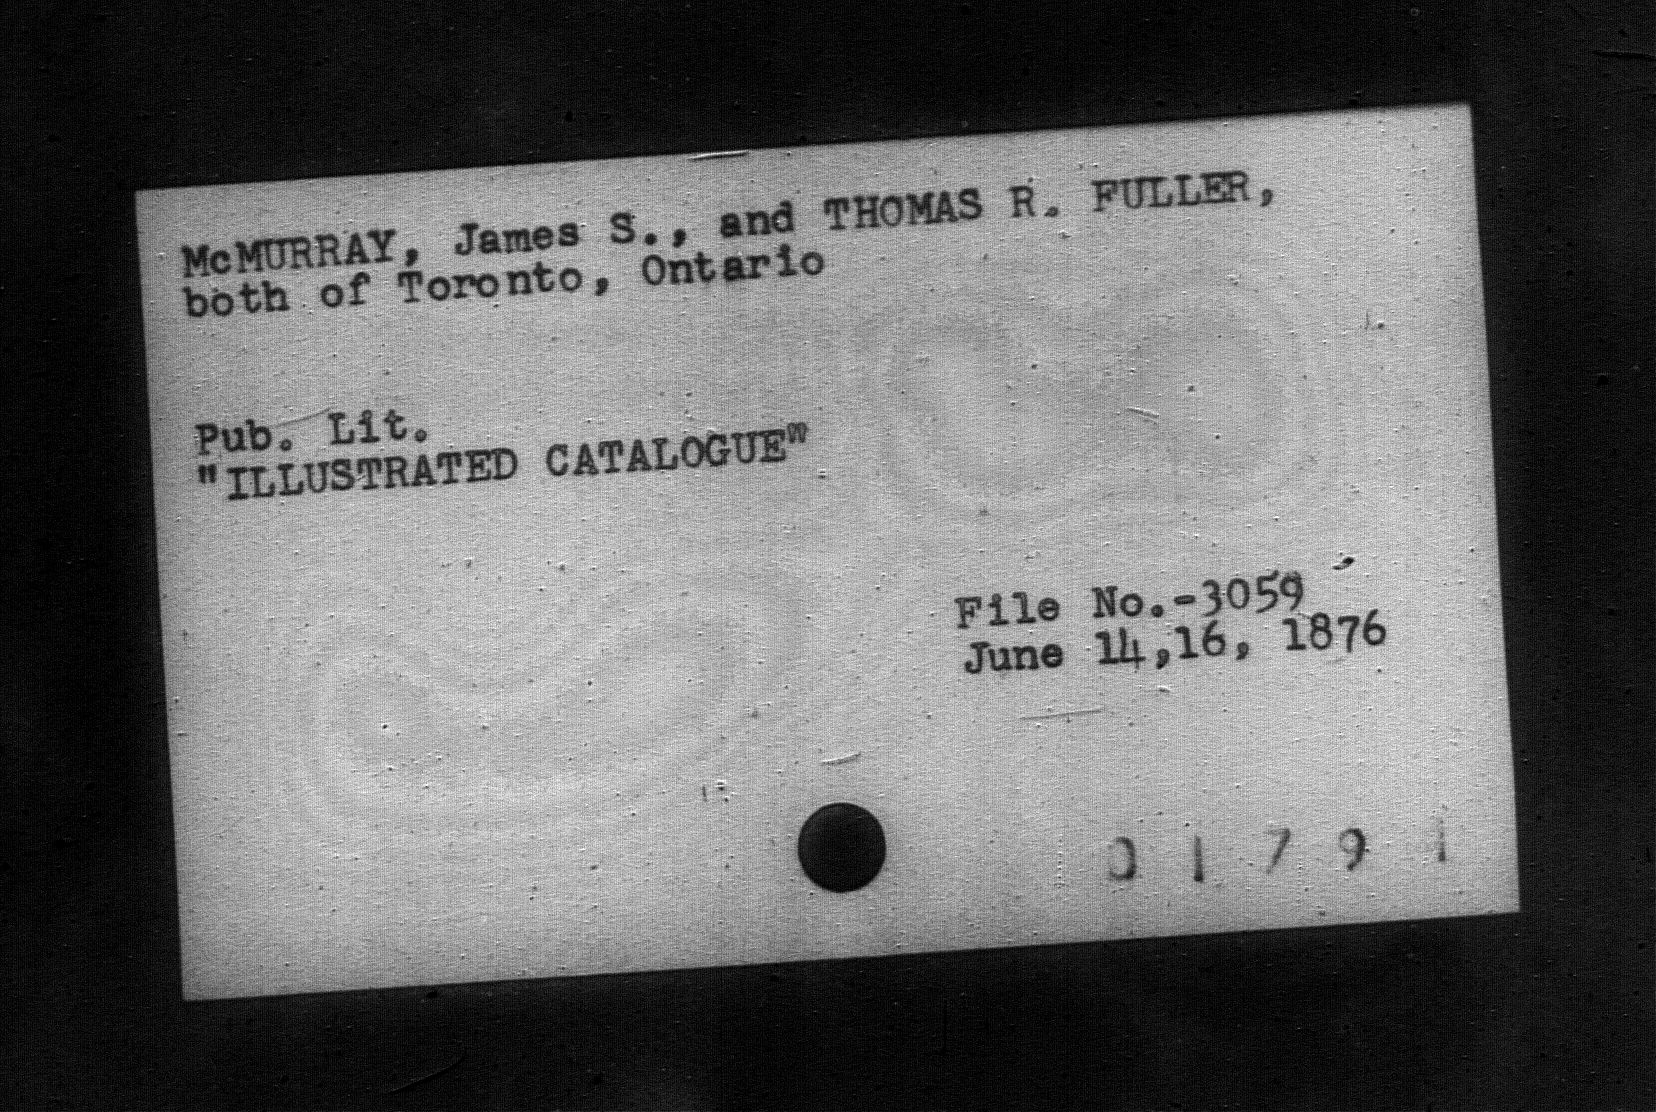 McMURRAY, James S., and THOMAS R. FULLER,
both of Toronto, Ontario
Pub. Lit.
"ILLUSTRATED CATALOGUE"
File No.-3059
June 14,16, 1876
01791